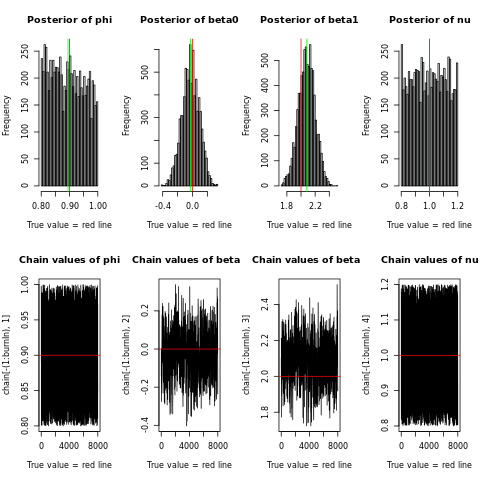 Posterior of phi
Posterior of beta0
Posterior of beta1
Posterior of nu
Frequency
0 50 100 150 200 250
0.80 0.90 1.00
True value = red line
Frequency
0 100 300 500
-0.4 0.0
True value = red line
Frequency
0 100 200 300 400 500
1.8 2.2
True value = red line
Frequency
0 50 100 150 200 250
0.8 1.0 1.2
True value = red line
Chain values of phi
Chain values of beta
Chain values of beta
Chain values of nu
chain[-(1:burnIn), 1]
0.80 0.85 0.90 0.95 1.00
0 4000 8000
True value = red line
chain[-(1:burnIn), 2]
-0.4 -0.2 0.0 0.2
0 4000 8000
True value = red line
chain[-(1:burnIn), 3]
1.8 2.0 2.2 2.4
0 4000 8000
True value = red line
chain[-(1:burnIn), 4]
0.8 0.9 1.0 1.1 1.2
0 4000 8000
True value = red line